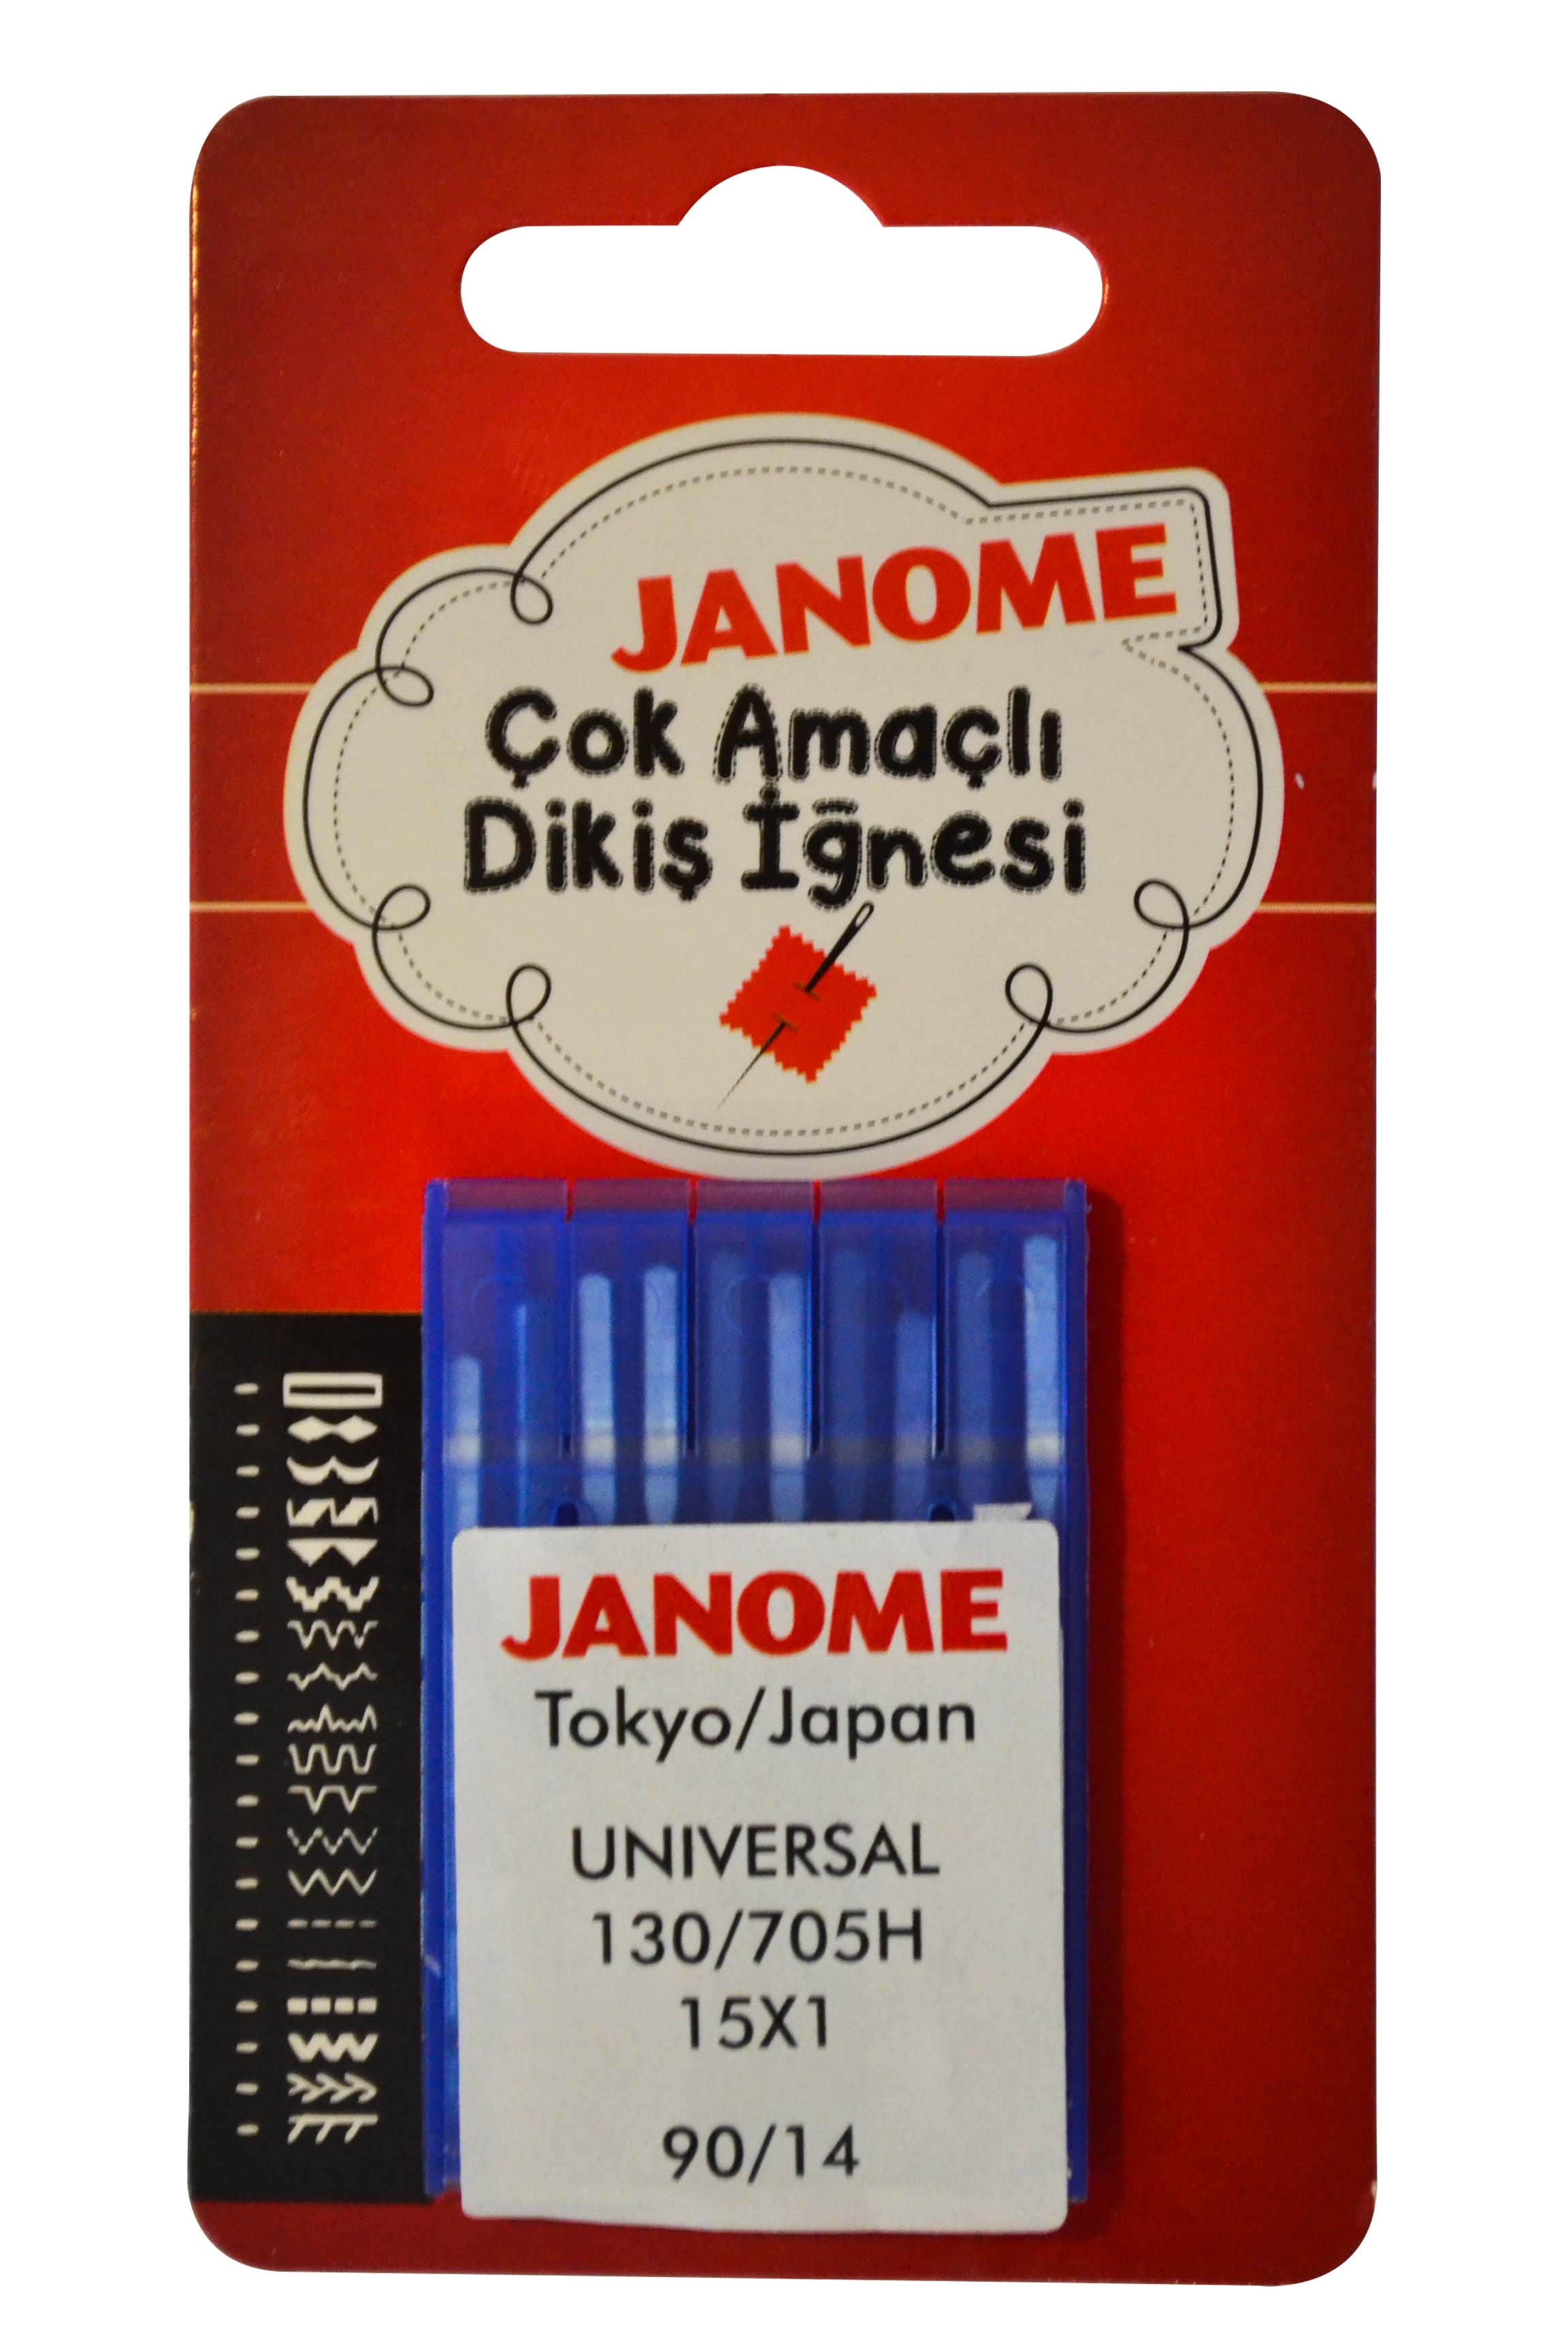 JANOME
Çok Amaçlı
Dikiş İğnesi
JANOME
Tokyo/Japan
UNIVERSAL
130/705H
15X1
90/14